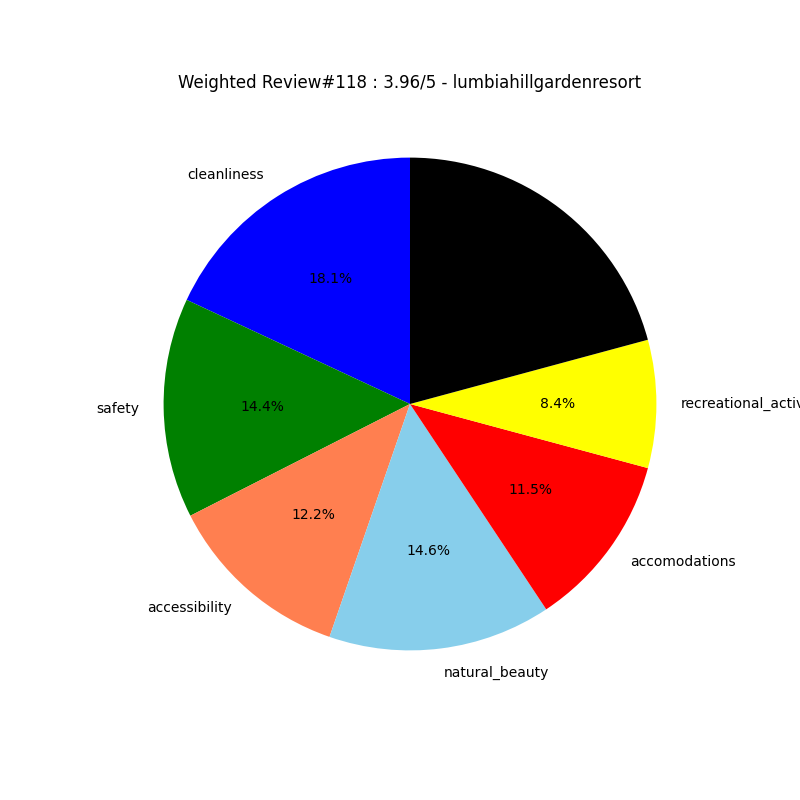 Weighted Review#118 : 3.96/5 - lumbiahillgardenresort
cleanliness
18.1%
safety
14.4%
8.4%
recreational_activ
11.5%
12.2%
14.6%
accomodations
accessibility
natural_beauty